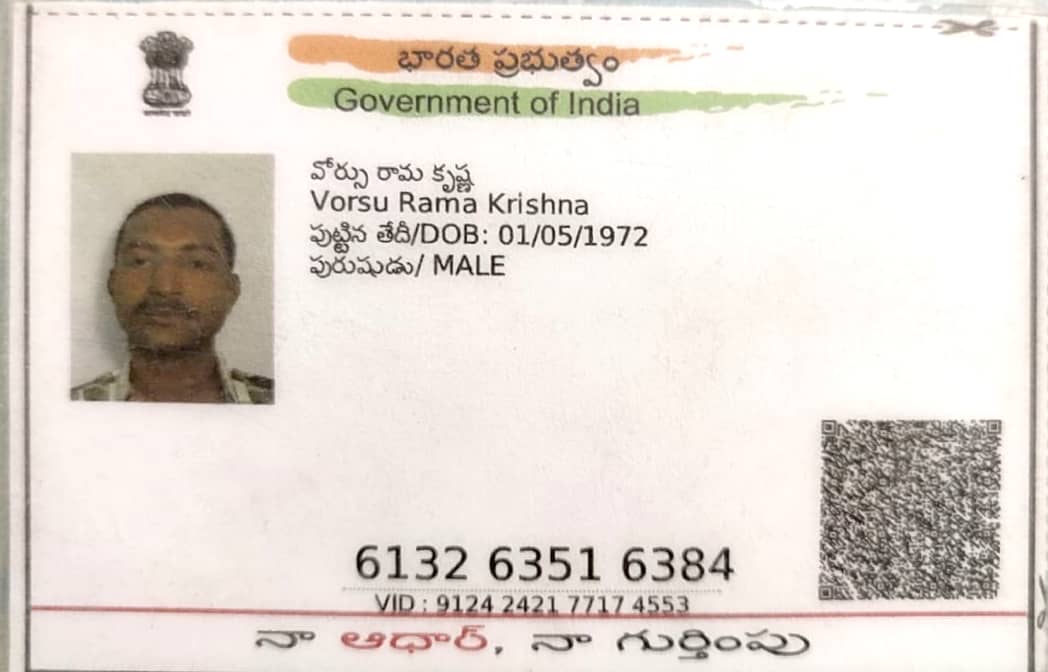 భారత ప్రభుత్వం
Government of India
వోర్సు రామ కృష్ణ
Vorsu Rama Krishna
పుట్టిన తేదీ/DOB: 01/05/1972
పురుషుడు/ MALE
6132 6351 6384
VID : 9124 2421 7717 4553
నా ఆధార్, నా గుర్తింపు